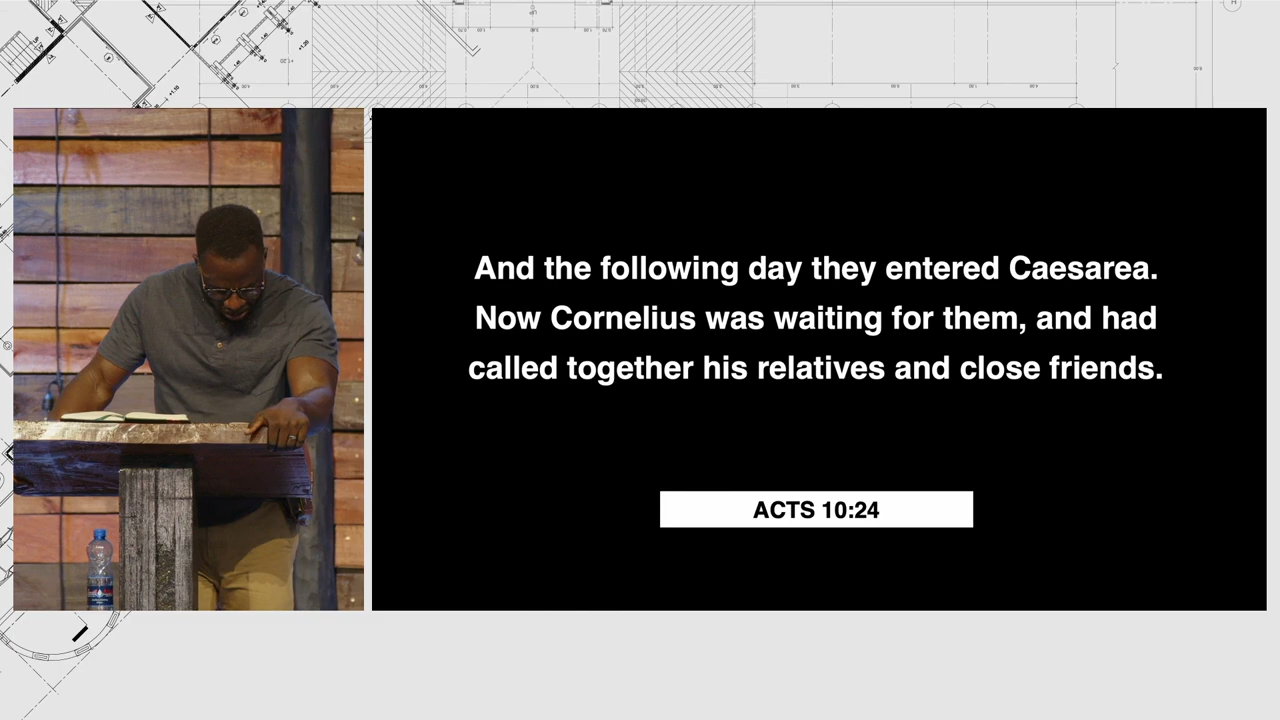 And the following day they entered Caesarea.
Now Cornelius was waiting for them, and had
called together his relatives and close friends.
ACTS 10:24